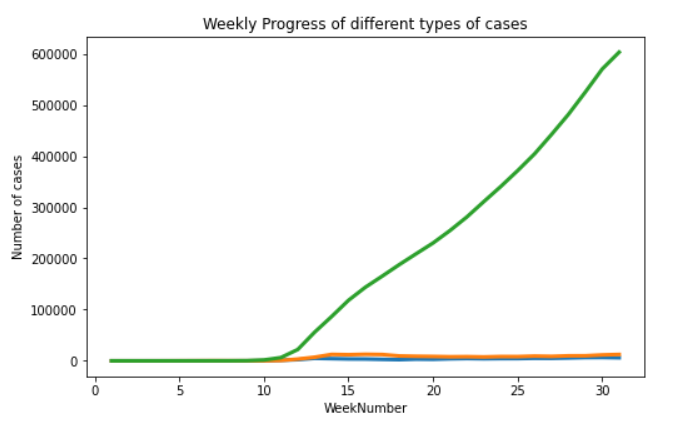 Weekly Progress of different types of cases
600000
500000
400000
300000
200000
100000
0
Number of cases
0 5 10 15 20 25 30
WeekNumber